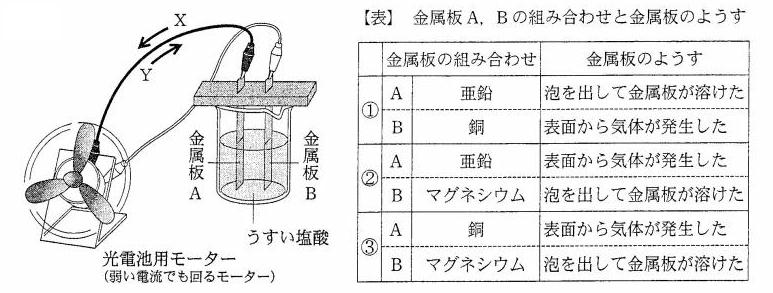 X
Y
金属板A
金属板B
うすい塩酸
光電池用モーター
(弱い電流でも回るモーター)
【表】 金属板A,Bの組み合わせと金属板のようす
金属板の組み合わせ 金属板のようす
① A 亜鉛 泡を出して金属板が溶けた
B 銅 表面から気体が発生した
② A 亜鉛 表面から気体が発生した
B マグネシウム 泡を出して金属板が溶けた
③ A 銅 表面から気体が発生した
B マグネシウム 泡を出して金属板が溶けた